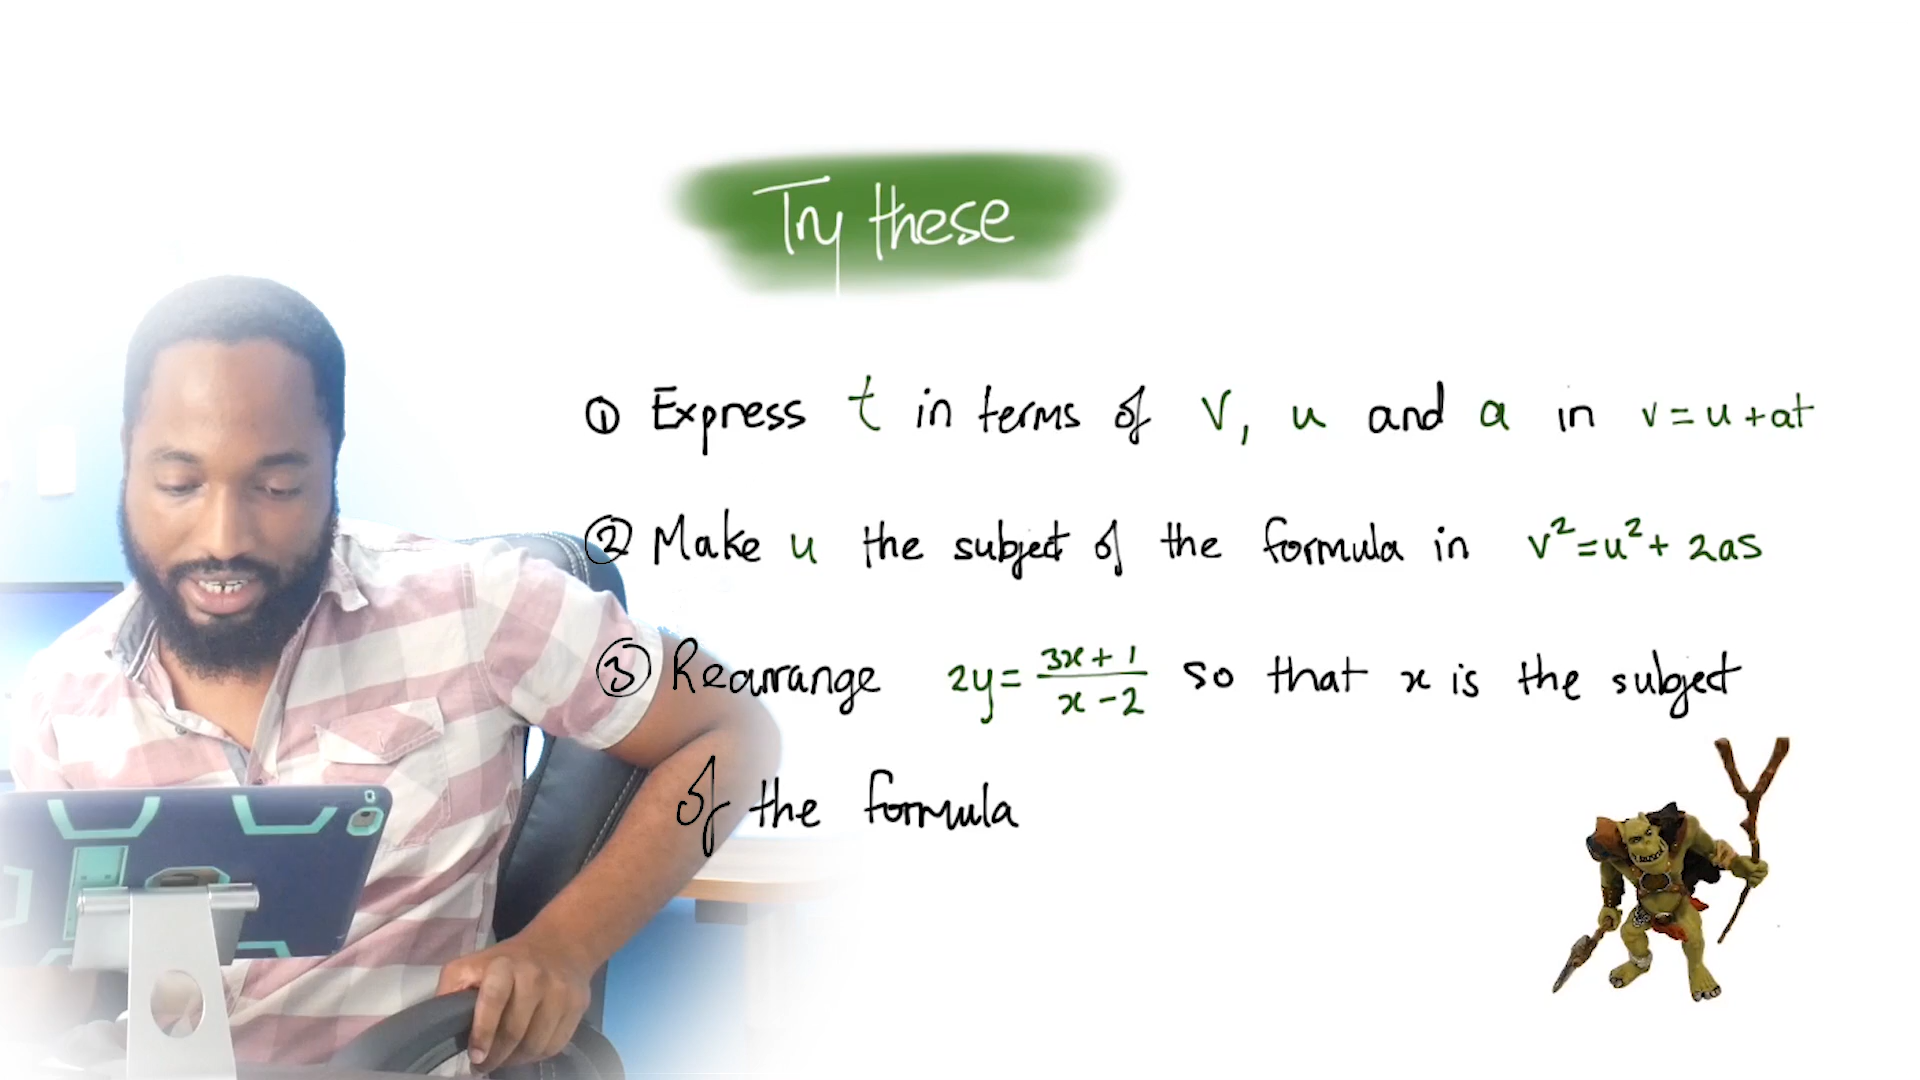 Try these
① Express t in terms of v, u and a in v = u + at
② Make u the subject of the formula in v² = u² + 2as
③ Rearrange 2y = \frac{3x+1}{x-2} so that x is the subject
of the formula